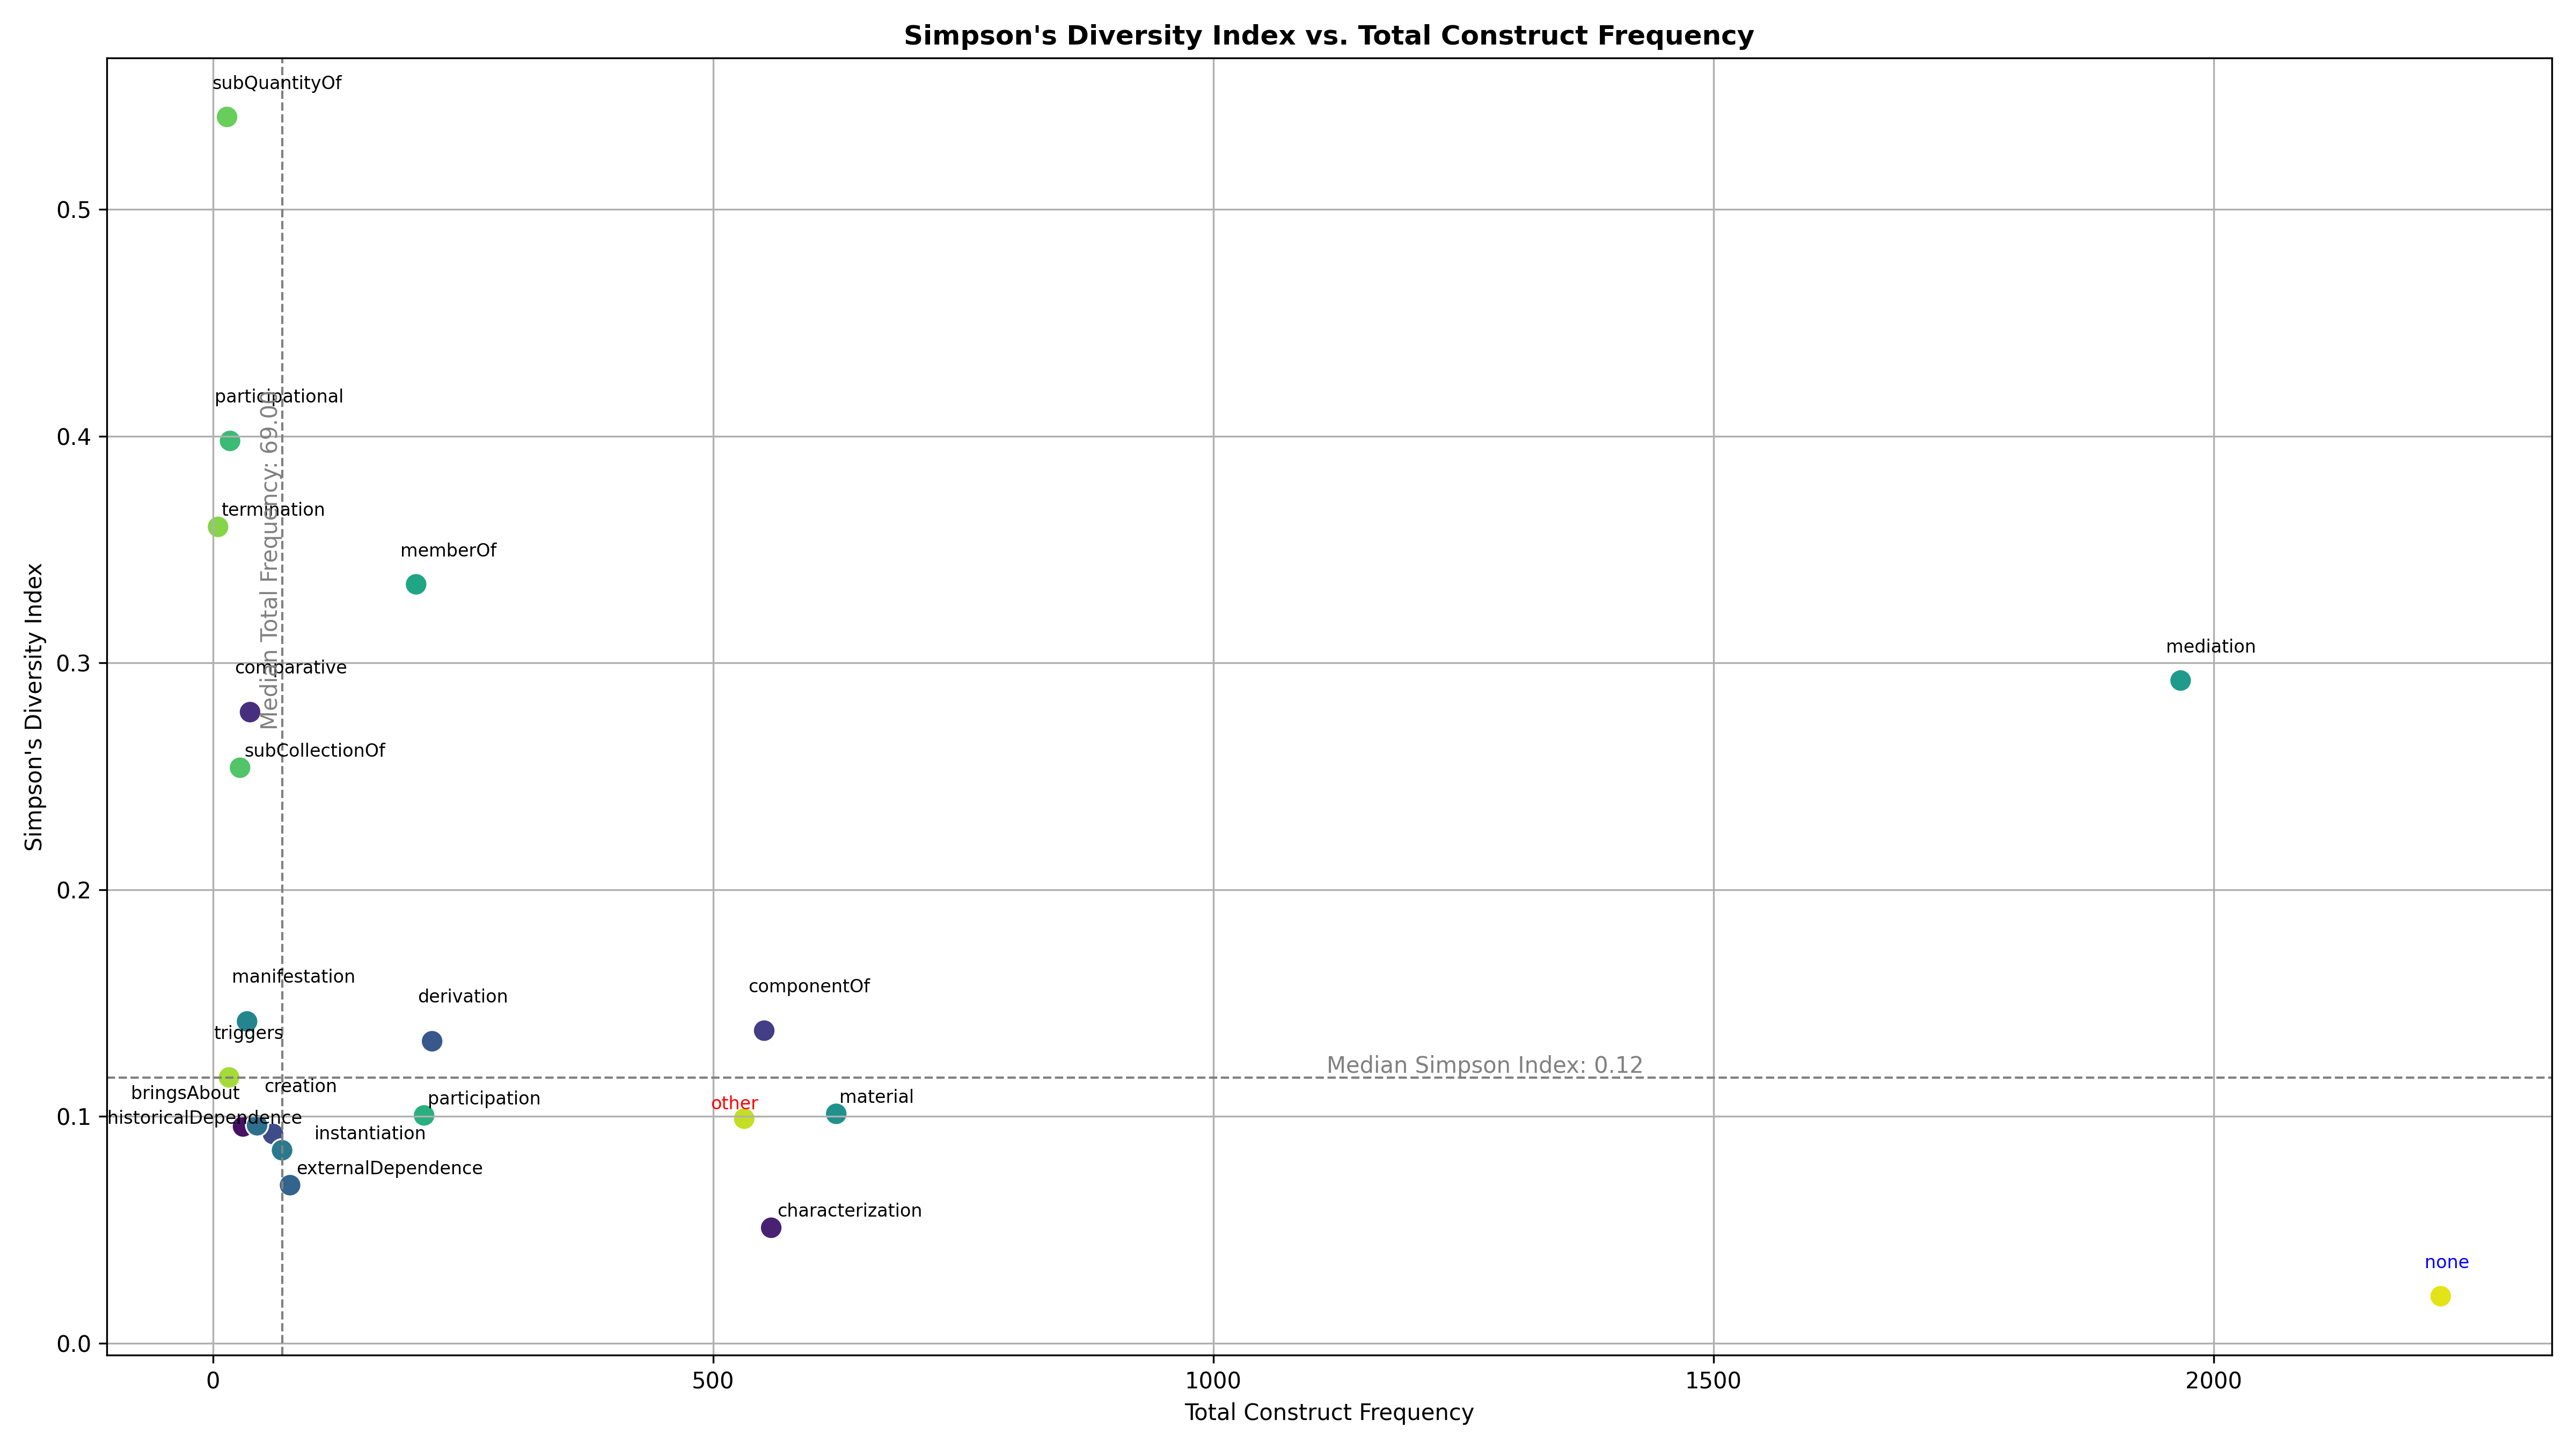 Simpson's Diversity Index vs. Total Construct Frequency
subQuantityOf
0.5
participational
0.4
Median Total Frequency: 69.00
termination
memberOf
Simpson's Diversity Index
0.3
comparative
mediation
subCollectionOf
0.2
manifestation
derivation
componentOf
triggers
Median Simpson Index: 0.12
bringsAbout
creation
participation
other
material
0.1
historicalDependence
instantiation
externalDependence
characterization
none
0.0
0
500
1000
1500
2000
Total Construct Frequency